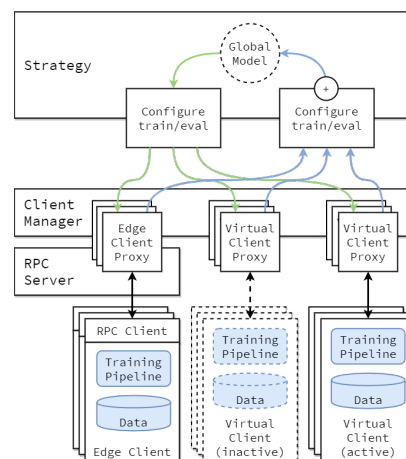 Strategy
Global
Model
+
Configure
train/eval
Configure
train/eval
Client
Manager
Edge
Client
Proxy
Virtual
Client
Proxy
Virtual
Client
Proxy
RPC
Server
RPC Client
Training
Pipeline
Data
Edge Client
Training
Pipeline
Data
Virtual
Client
(inactive)
Training
Pipeline
Data
Virtual
Client
(active)